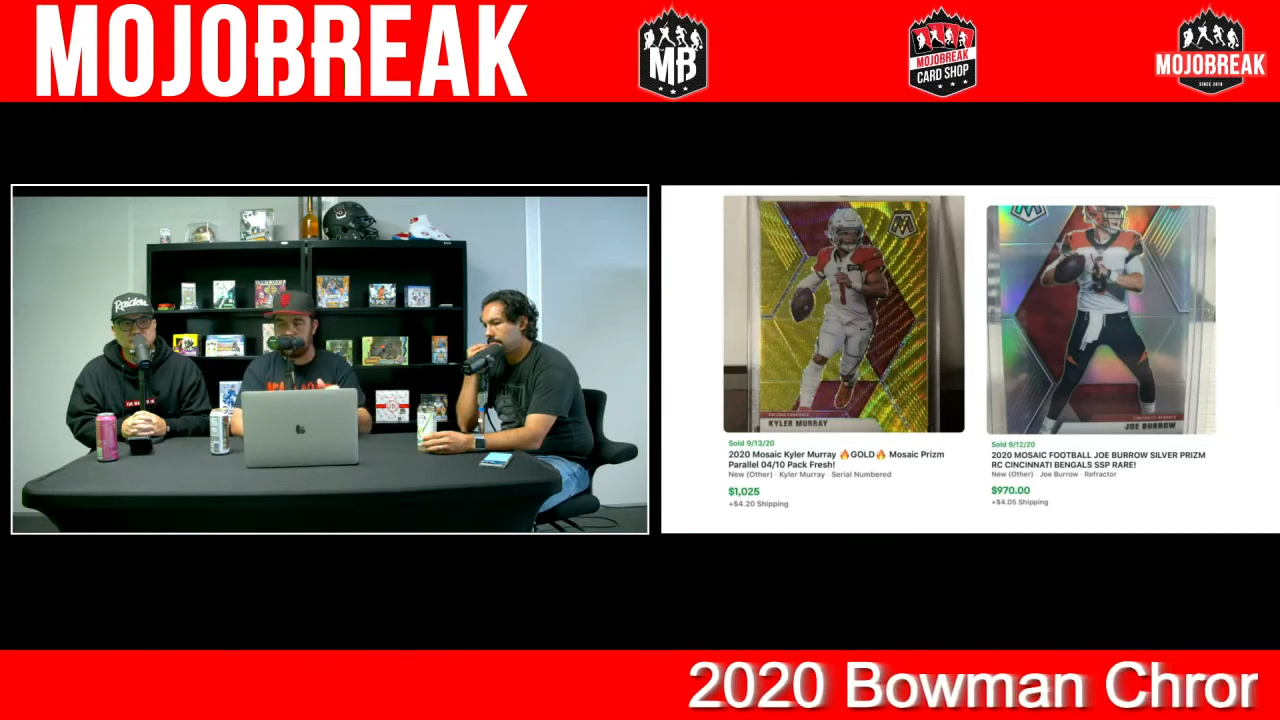 MOJOBREAK
MB
MOJOBREAK
CARD SHOP
MOJOBREAK
SINCE 2010
Raiders
KYLER MURRAY
JOE BURROW
Sold 9/13/20
2020 Mosaic Kyler Murray 🔥GOLD🔥 Mosaic Prizm
Parallel 04/10 Pack Fresh!
New (Other) · Kyler Murray · Serial Numbered
$1,025
+$4.20 Shipping
Sold 9/12/20
2020 MOSAIC FOOTBALL JOE BURROW SILVER PRIZM
RC CINCINNATI BENGALS SSP RARE!
New (Other) · Joe Burrow · Refractor
$970.00
+$4.05 Shipping
2020 Bowman Chror